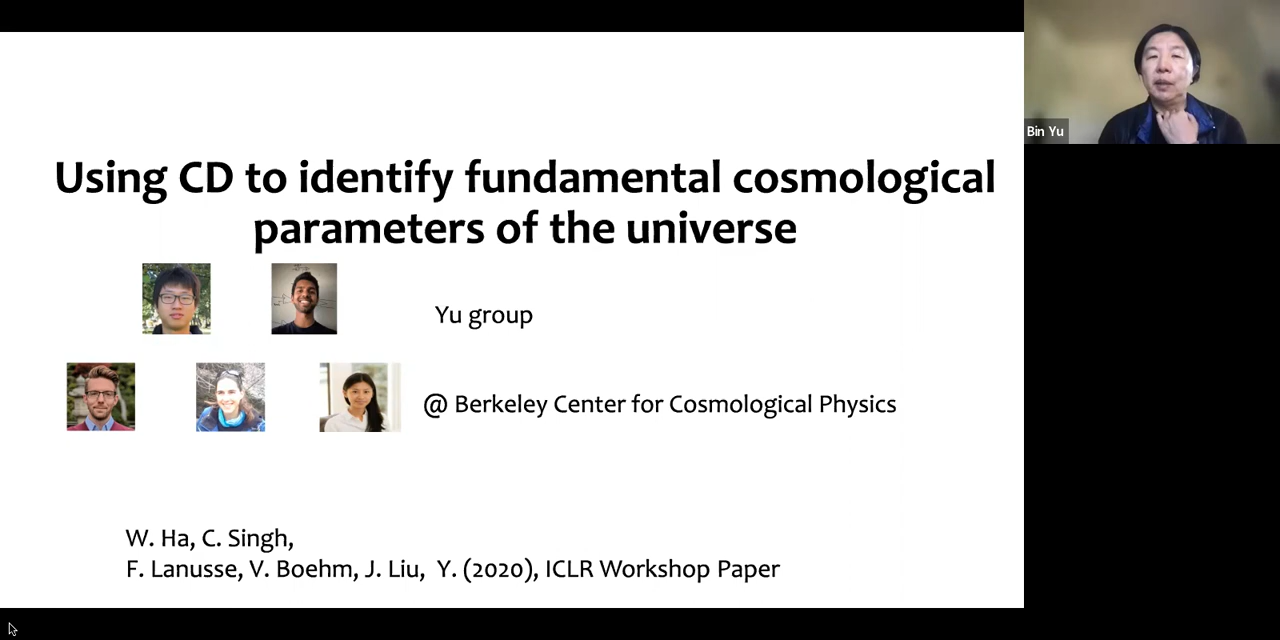 Using CD to identify fundamental cosmological
parameters of the universe
Yu group
@ Berkeley Center for Cosmological Physics
W. Ha, C. Singh,
F. Lanusse, V. Boehm, J. Liu, Y. (2020), ICLR Workshop Paper
Bin Yu